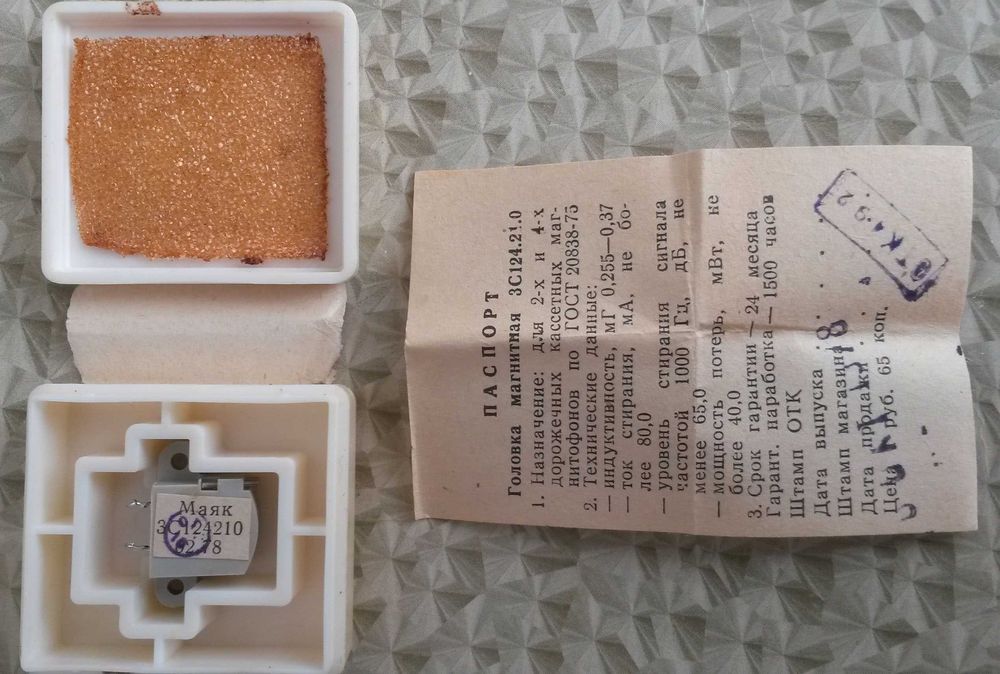 Маяк
3С124210
02.78
ПАСПОРТ
Головка магнитная 3С124.21.0
1. Назначение: для 2-х и 4-х
дорожечных кассетных маг-
нитофонов по ГОСТ 20838-75
2. Технические данные:
— индуктивность, мГ 0,255—0,37
— ток стирания, мА, не бо-
лее 80,0
— уровень стирания сигнала
частотой 1000 Гц, дБ, не
менее 65,0
— мощность потерь, мВт, не
более 40,0
3. Срок гарантии — 24 месяца
Гарант. наработка — 1500 часов
Штамп ОТК
Дата выпуска
Штамп магазина
Дата продажи
Цена руб. 65 коп.